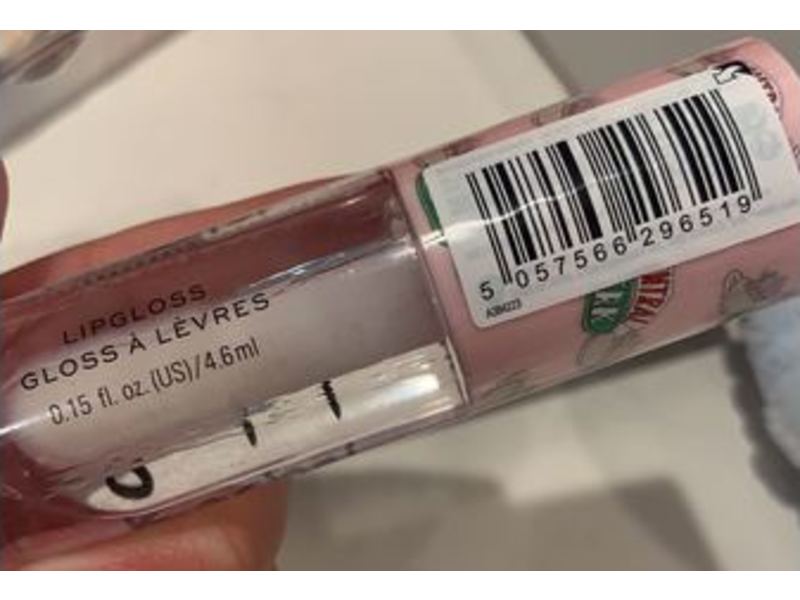 LIPGLOSS
GLOSS À LÈVRES
0.15 fl. oz. (US)/4.6ml
5 057566 296519